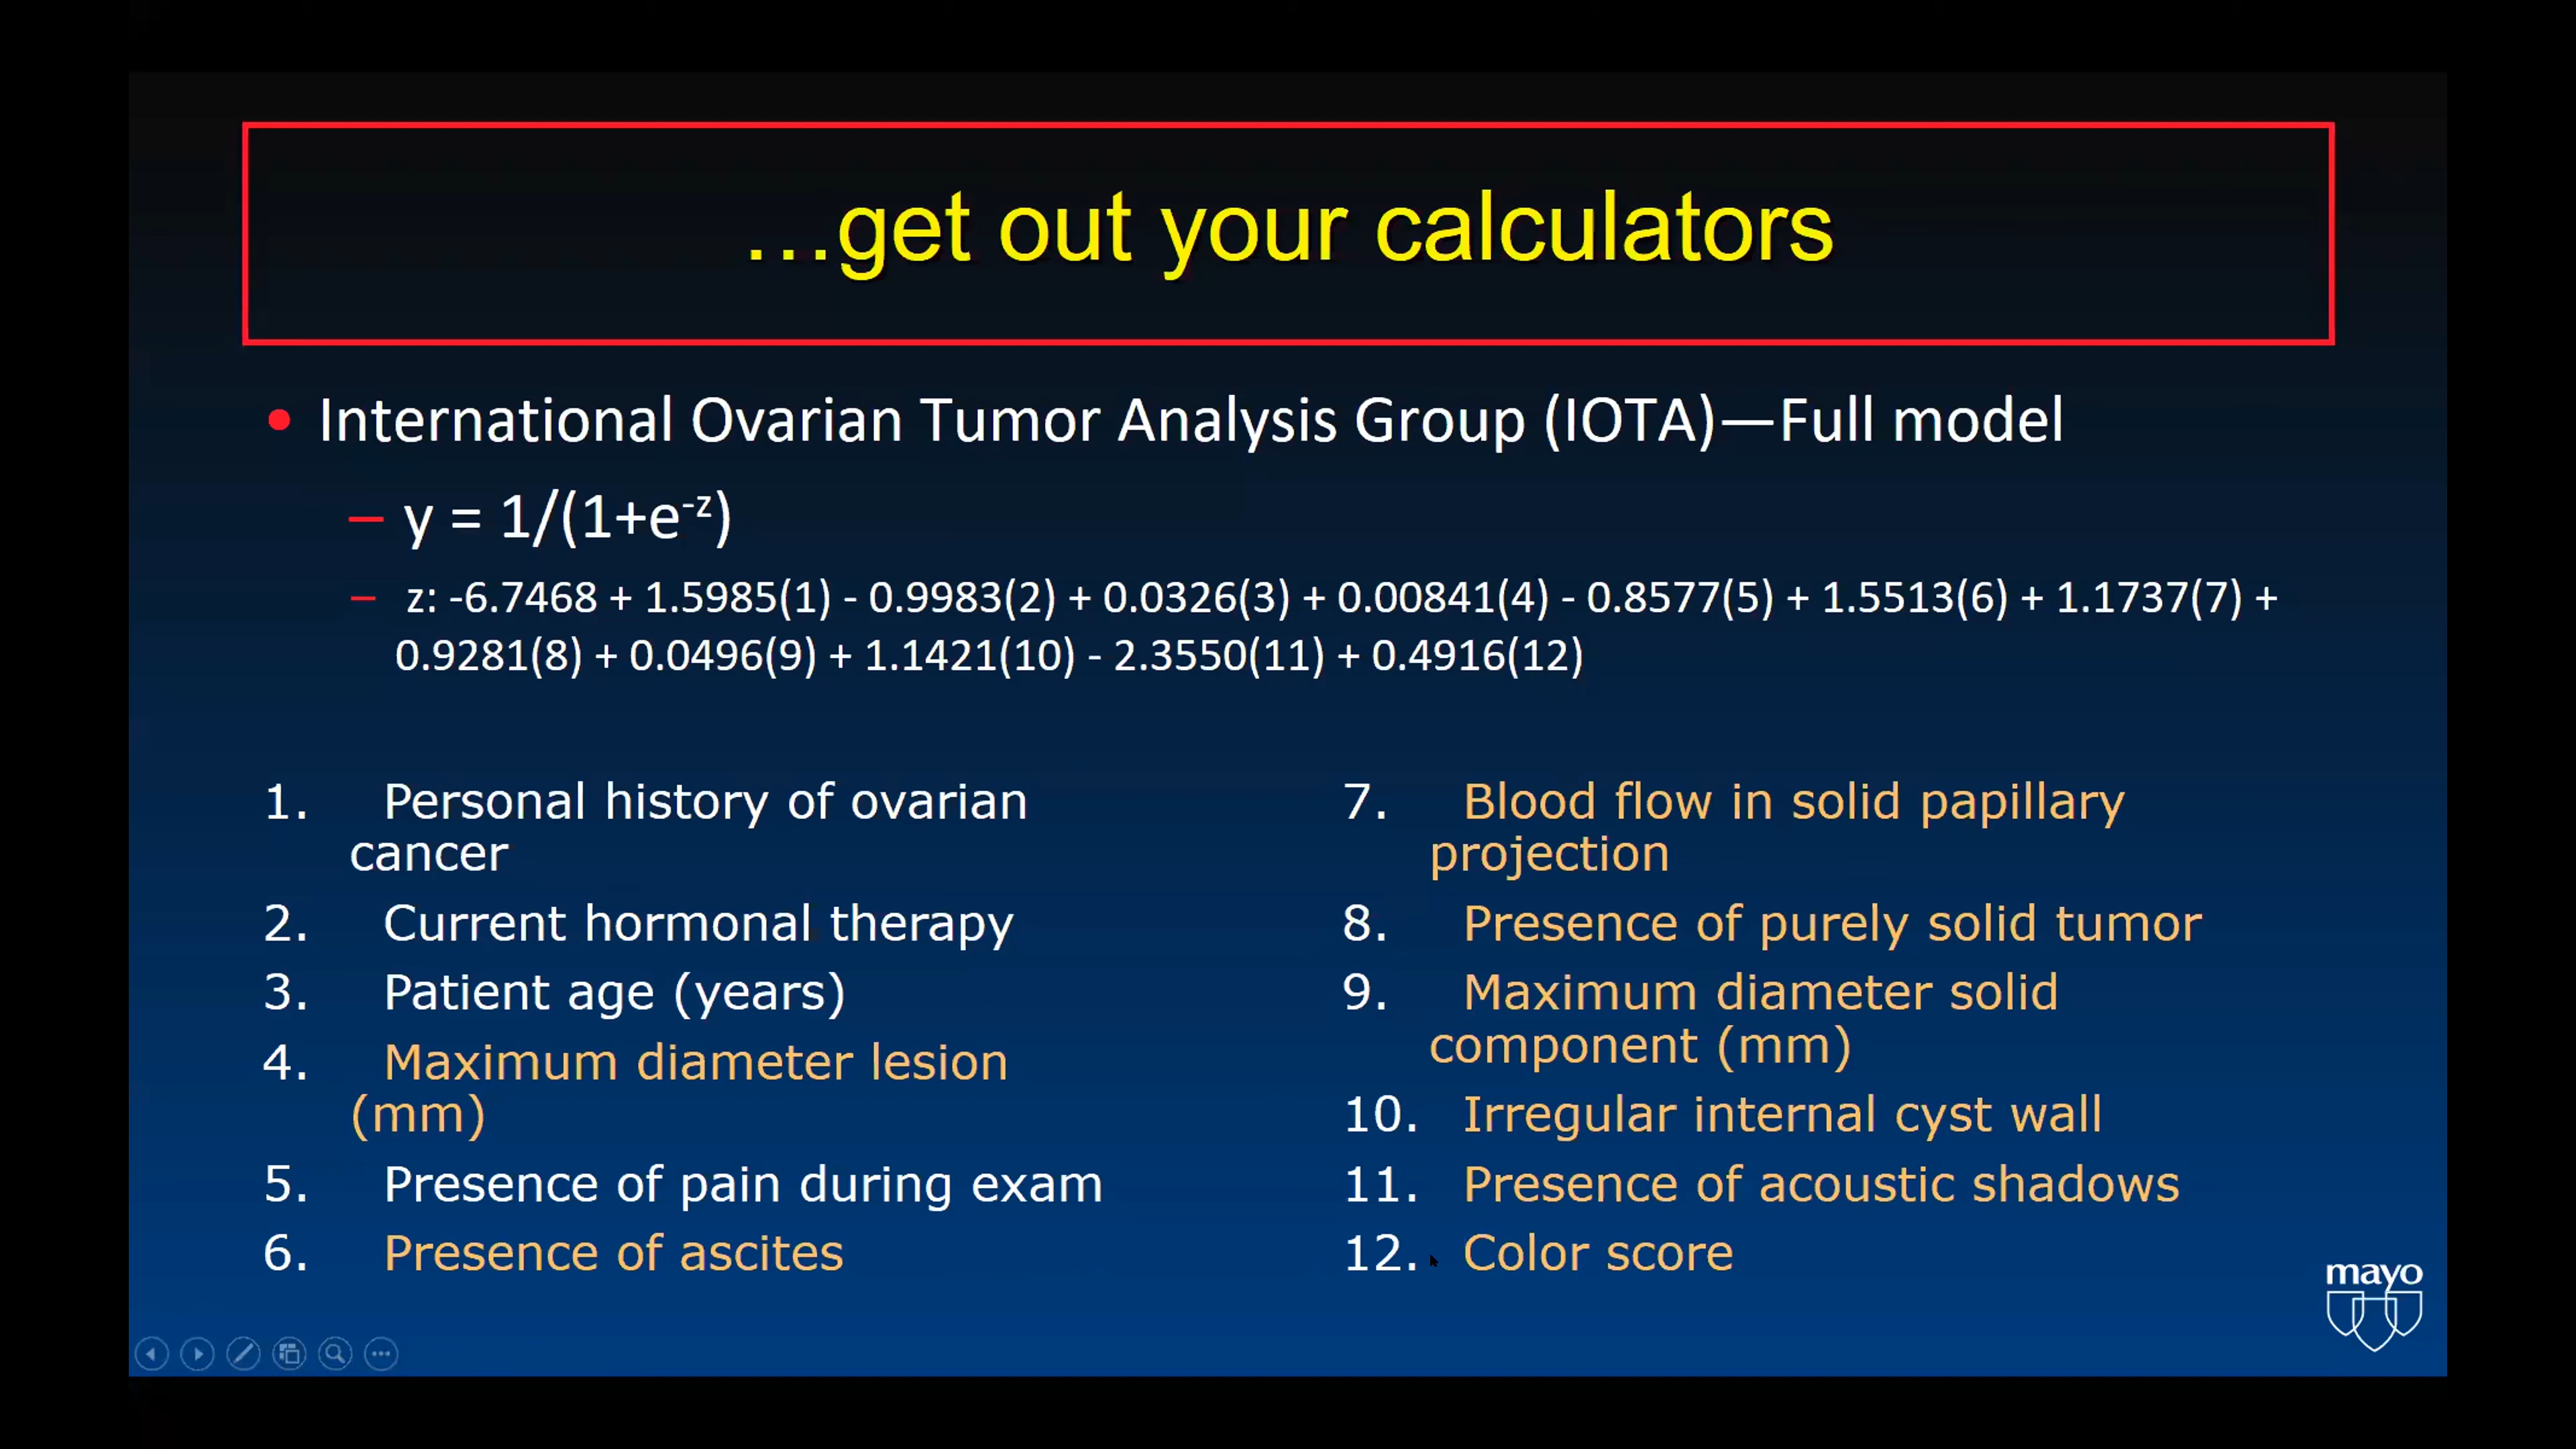 ...get out your calculators
• International Ovarian Tumor Analysis Group (IOTA)—Full model
– y = 1/(1+e^-z)
– z: -6.7468 + 1.5985(1) - 0.9983(2) + 0.0326(3) + 0.00841(4) - 0.8577(5) + 1.5513(6) + 1.1737(7) +
0.9281(8) + 0.0496(9) + 1.1421(10) - 2.3550(11) + 0.4916(12)
1. Personal history of ovarian
cancer
2. Current hormonal therapy
3. Patient age (years)
4. Maximum diameter lesion
(mm)
5. Presence of pain during exam
6. Presence of ascites
7. Blood flow in solid papillary
projection
8. Presence of purely solid tumor
9. Maximum diameter solid
component (mm)
10. Irregular internal cyst wall
11. Presence of acoustic shadows
12. Color score
mayo